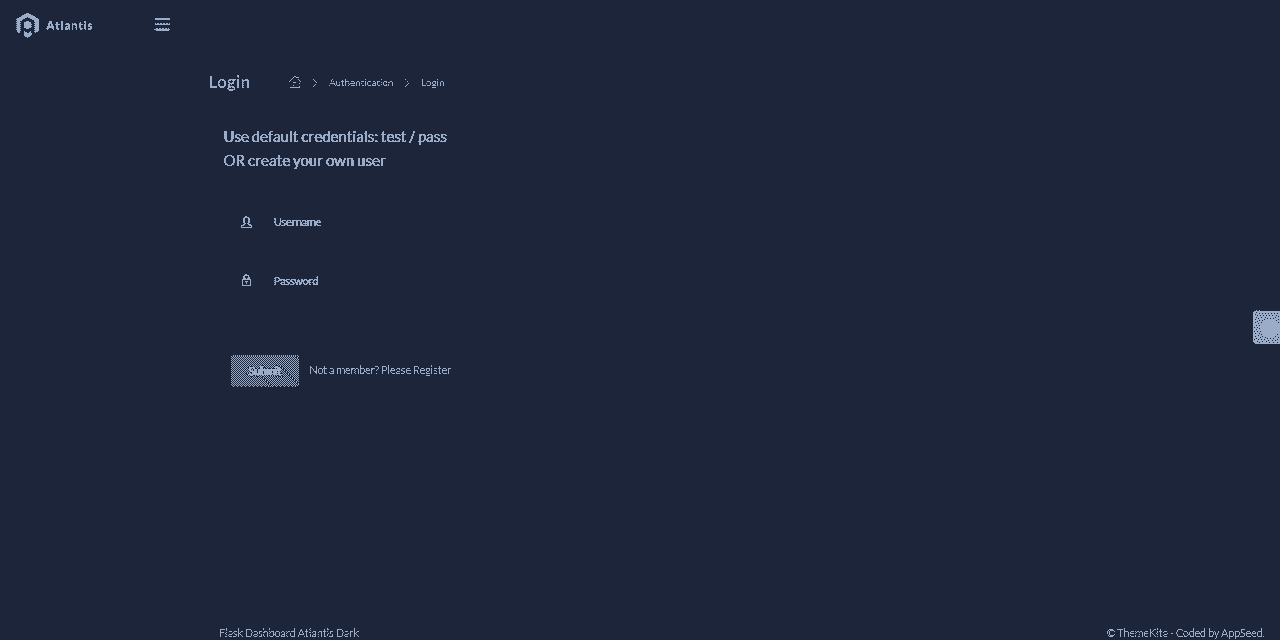 Atlantis
Login
Authentication
Login
Use default credentials: test / pass
OR create your own user
Username
Password
Submit
Not a member? Please Register
Flask Dashboard Atlantis Dark
© ThemeKita - Coded by AppSeed.